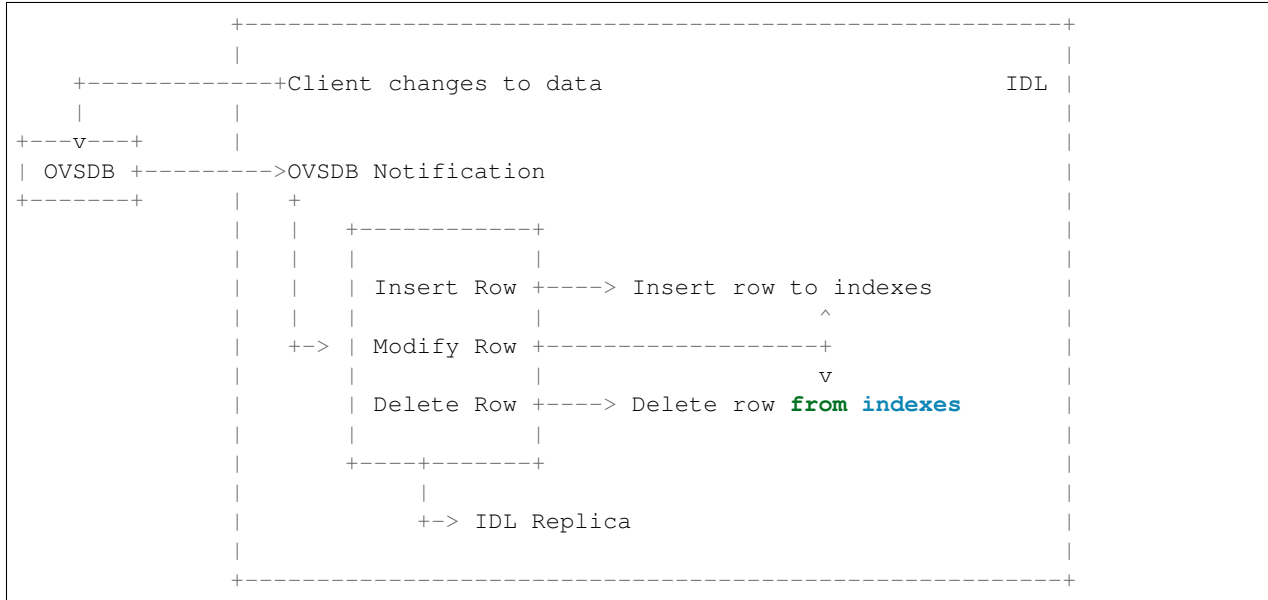 +---------------------------------------------------------+
|                                                         |
+-------------+Client changes to data                            IDL |
|          |                                                         |
+---v---+      |                                                         |
| OVSDB +--------->OVSDB Notification                                    |
+-------+      |   +                                                     |
|   |   +------------+                                    |
|   |   |            |                                    |
|   |   | Insert Row +----> Insert row to indexes         |
|   |   |            |                   ^                |
|   +-> | Modify Row +-------------------+                |
|       |            |                   v                |
|       | Delete Row +----> Delete row from indexes       |
|       |            |                                    |
|       +----+-------+                                    |
|            |                                            |
|            +-> IDL Replica                              |
|                                                         |
+---------------------------------------------------------+